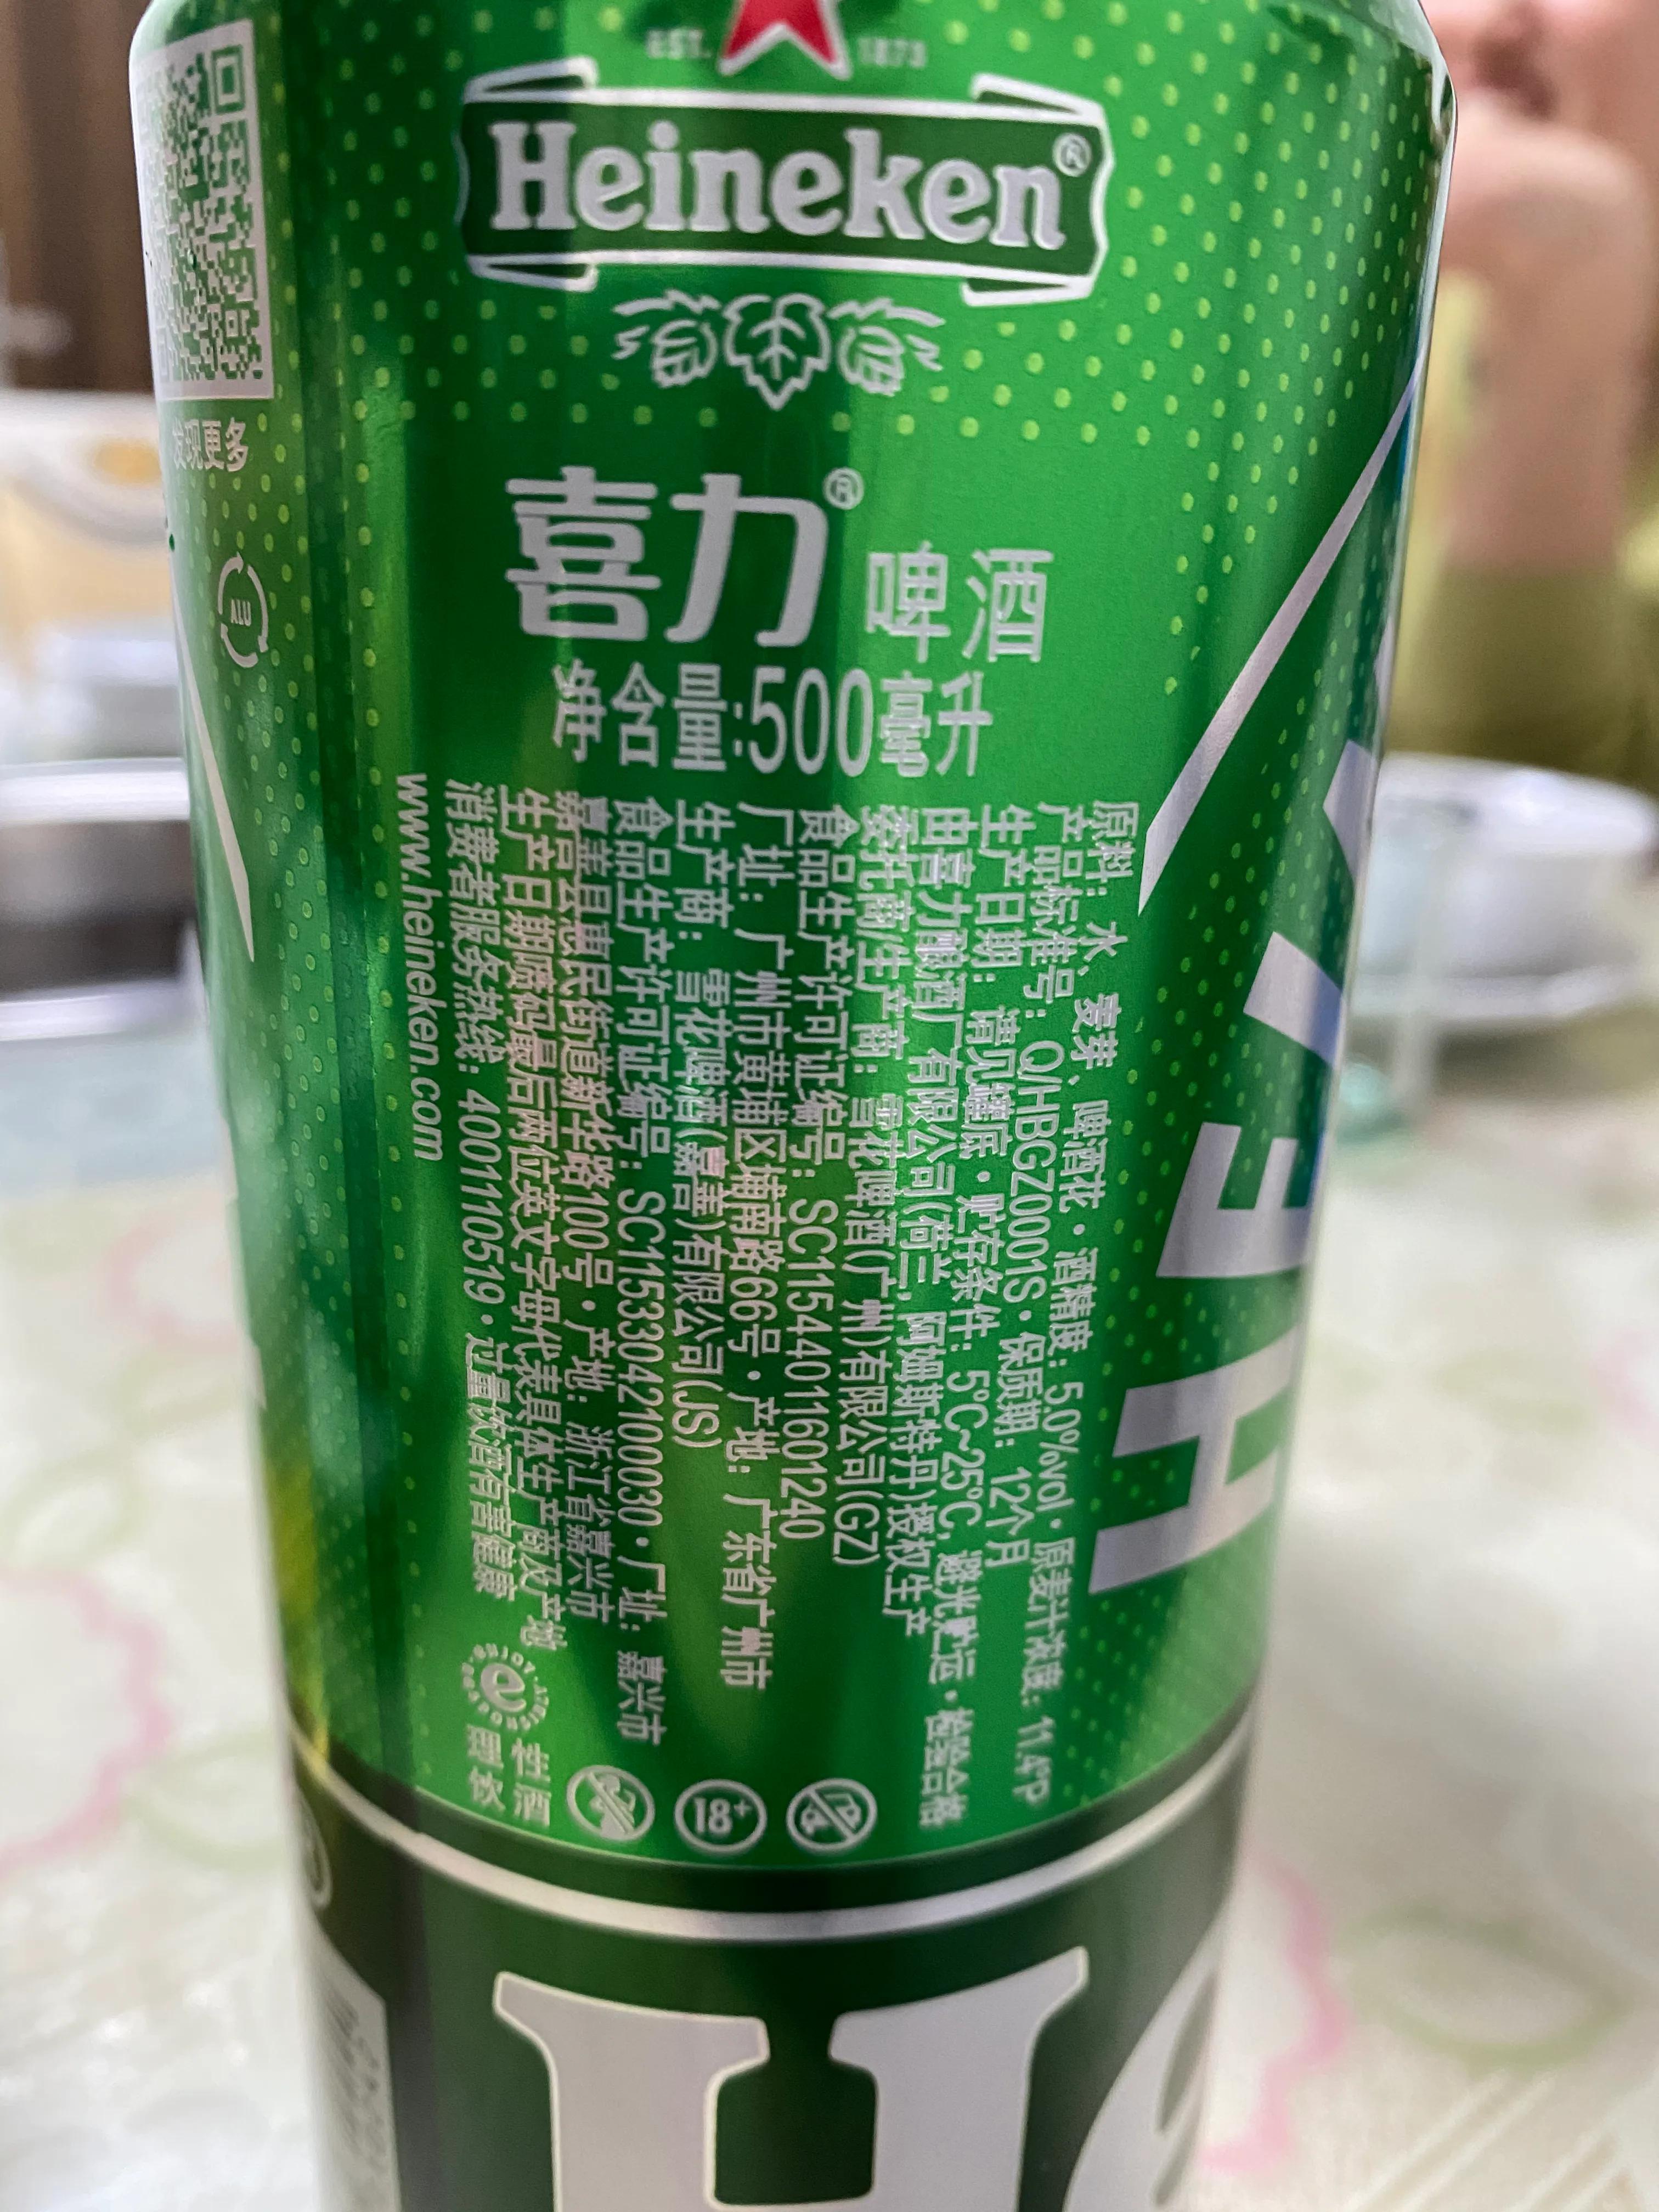 EST. 1873
Heineken®
发现更多
ALU
喜力® 啤酒
净含量:500毫升
原料: 水、麦芽、啤酒花·酒精度: 5.0%vol·原麦汁浓度: 11.4°P
产品标准号: Q/HBGZ0001S·保质期: 12个月
生产日期: 请见罐底·贮存条件: 5°C~25°C, 避光贮运·检验合格
由喜力酿酒厂有限公司(荷兰, 阿姆斯特丹)授权生产
委托商/生产商: 雪花啤酒(广州)有限公司(GZ)
食品生产许可证编号: SC11544011601240
厂址: 广州市黄埔区埔南路66号·产地: 广东省广州市
生产商: 雪花啤酒(嘉善)有限公司(JS)
食品生产许可证编号: SC11533042100030·厂址: 嘉兴市
嘉善县惠民街道新华路100号·产地: 浙江省嘉兴市
生产日期喷码最后两位英文字母代表具体生产商及产地
消费者服务热线: 4001110519·过量饮酒有害健康
www.heineken.com
理性
饮酒
18+
HEI
H